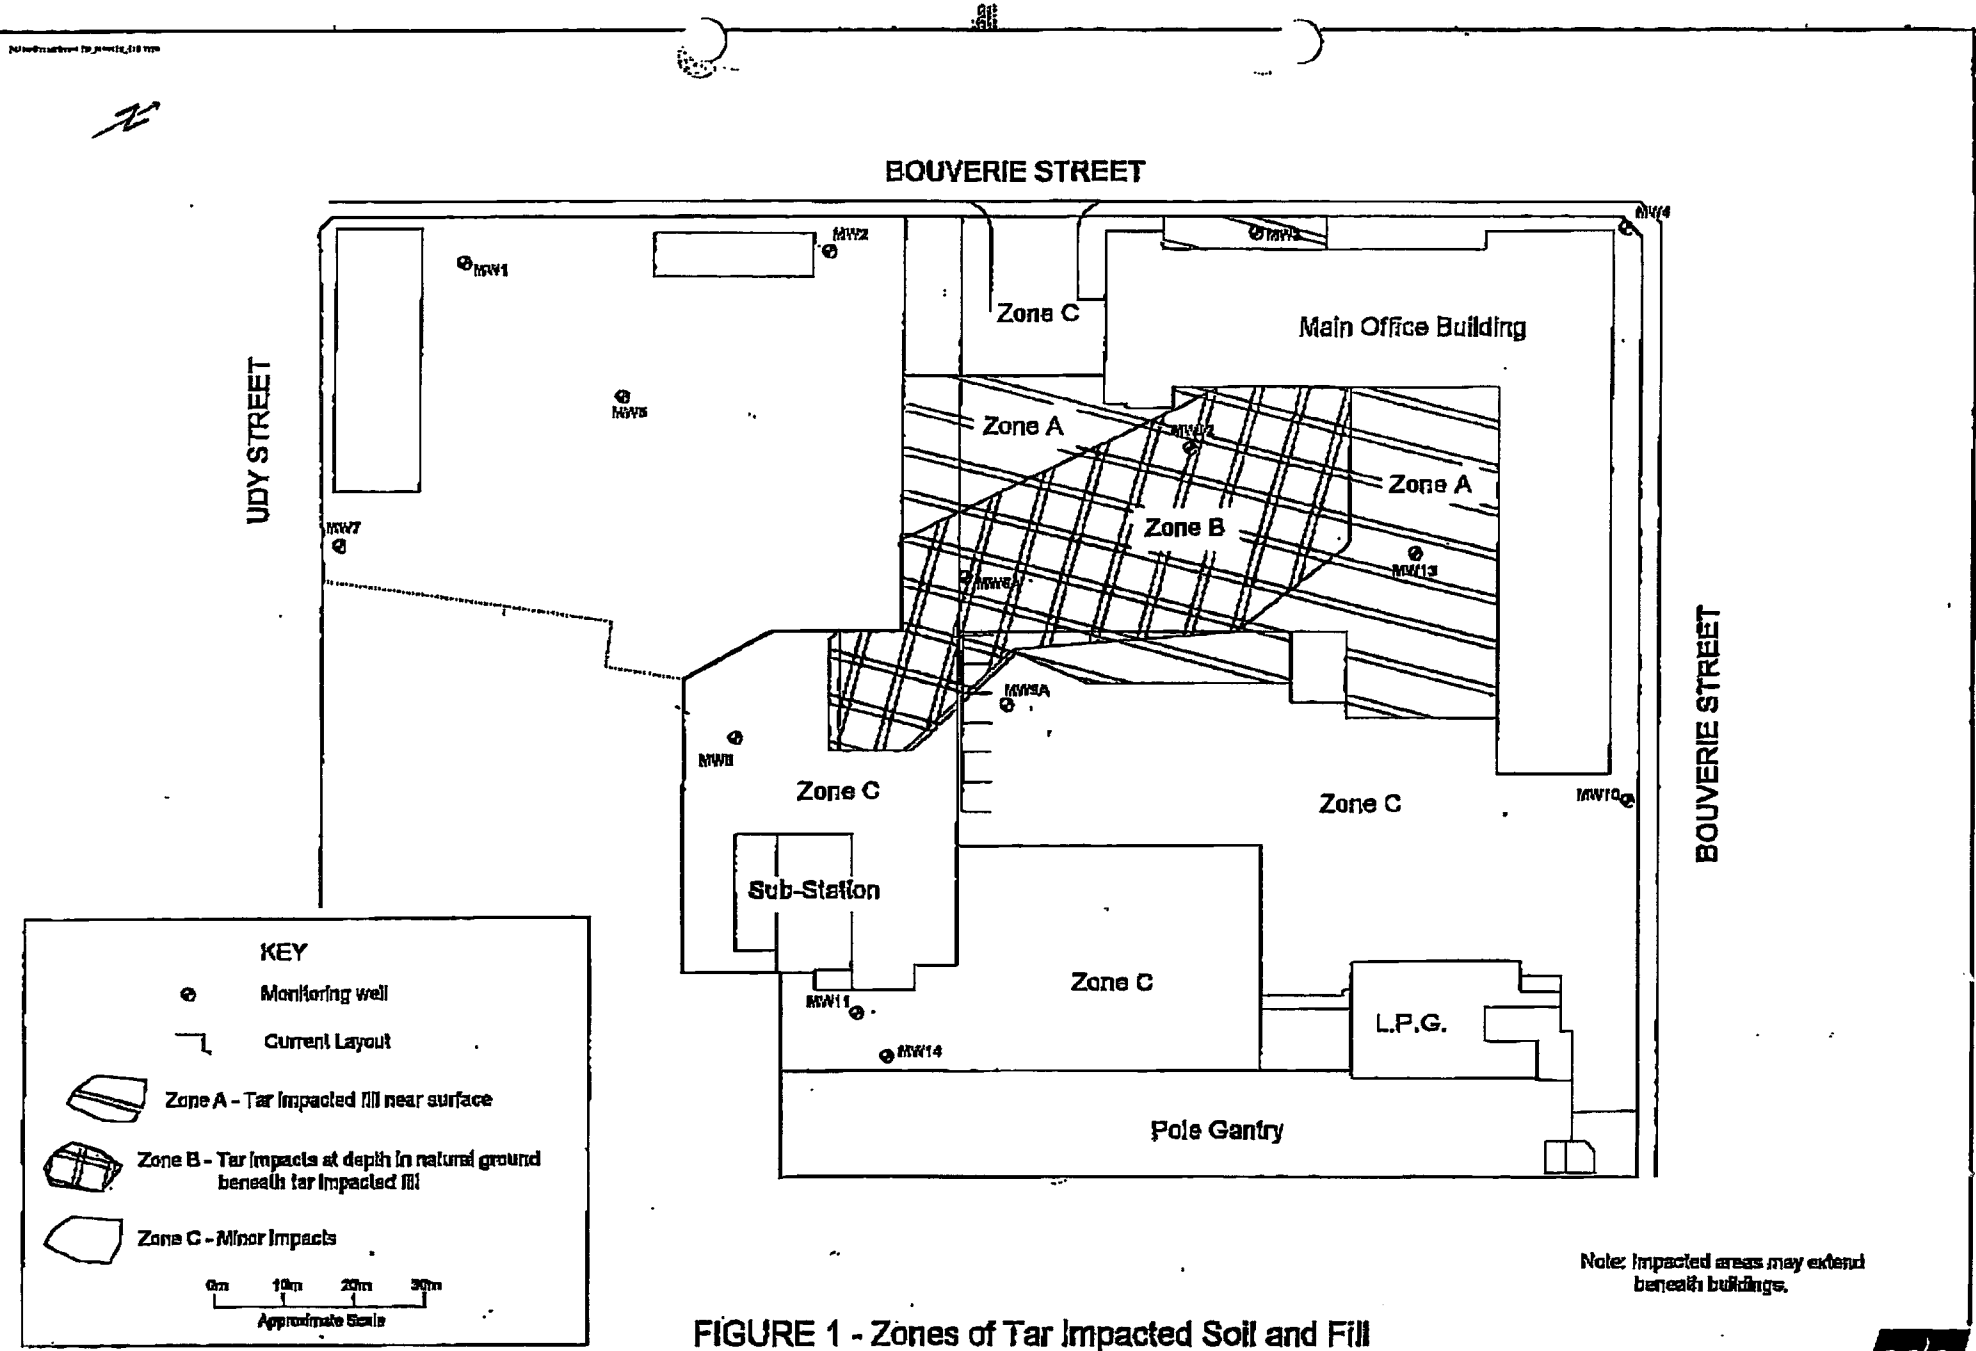 BOUVERIE STREET
MW4
MW2
MW3
MW1
Zone C
Main Office Building
UDY STREET
MW5
Zone A
MW12
Zone A
Zone B
MW7
MW13
BOUVERIE STREET
MW9A
MW8
Zone C
Zone C
MW10
Sub-Station
KEY
Monitoring well
Current Layout
Zone A - Tar Impacted fill near surface
Zone B - Tar Impacts at depth in natural ground
beneath tar Impacted fill
Zone C - Minor Impacts
0m 10m 20m 30m
Approximate Scale
MW11
MW14
Zone C
L.P.G.
Pole Gantry
Note: Impacted areas may extend
beneath buildings.
FIGURE 1 - Zones of Tar Impacted Soil and Fill